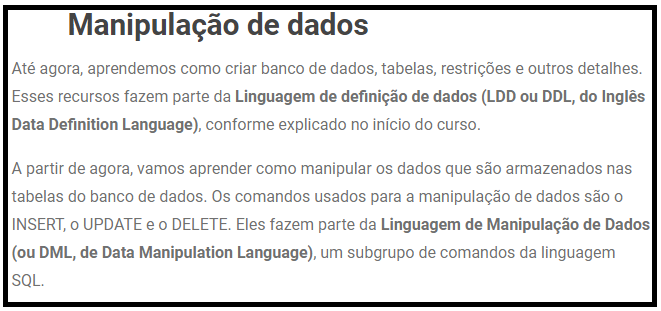 Manipulação de dados
Até agora, aprendemos como criar banco de dados, tabelas, restrições e outros detalhes.
Esses recursos fazem parte da Linguagem de definição de dados (LDD ou DDL, do Inglês
Data Definition Language), conforme explicado no início do curso.
A partir de agora, vamos aprender como manipular os dados que são armazenados nas
tabelas do banco de dados. Os comandos usados para a manipulação de dados são o
INSERT, o UPDATE e o DELETE. Eles fazem parte da Linguagem de Manipulação de Dados
(ou DML, de Data Manipulation Language), um subgrupo de comandos da linguagem
SQL.